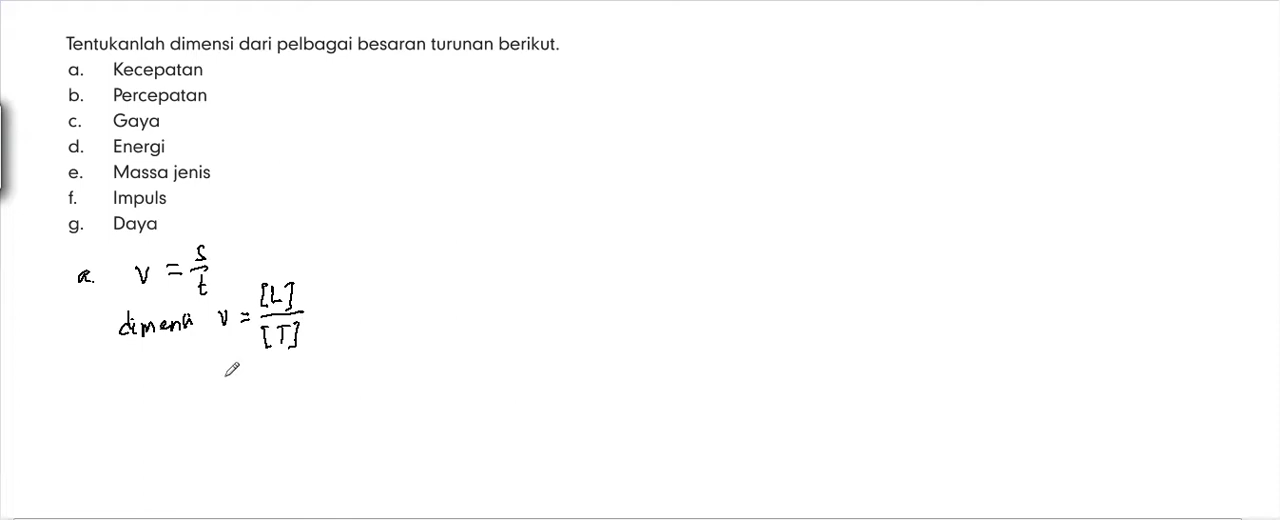 Tentukanlah dimensi dari pelbagai besaran turunan berikut.
a. Kecepatan
b. Percepatan
c. Gaya
d. Energi
e. Massa jenis
f. Impuls
g. Daya
a. v = s/t
dimensi v = [L]/[T]